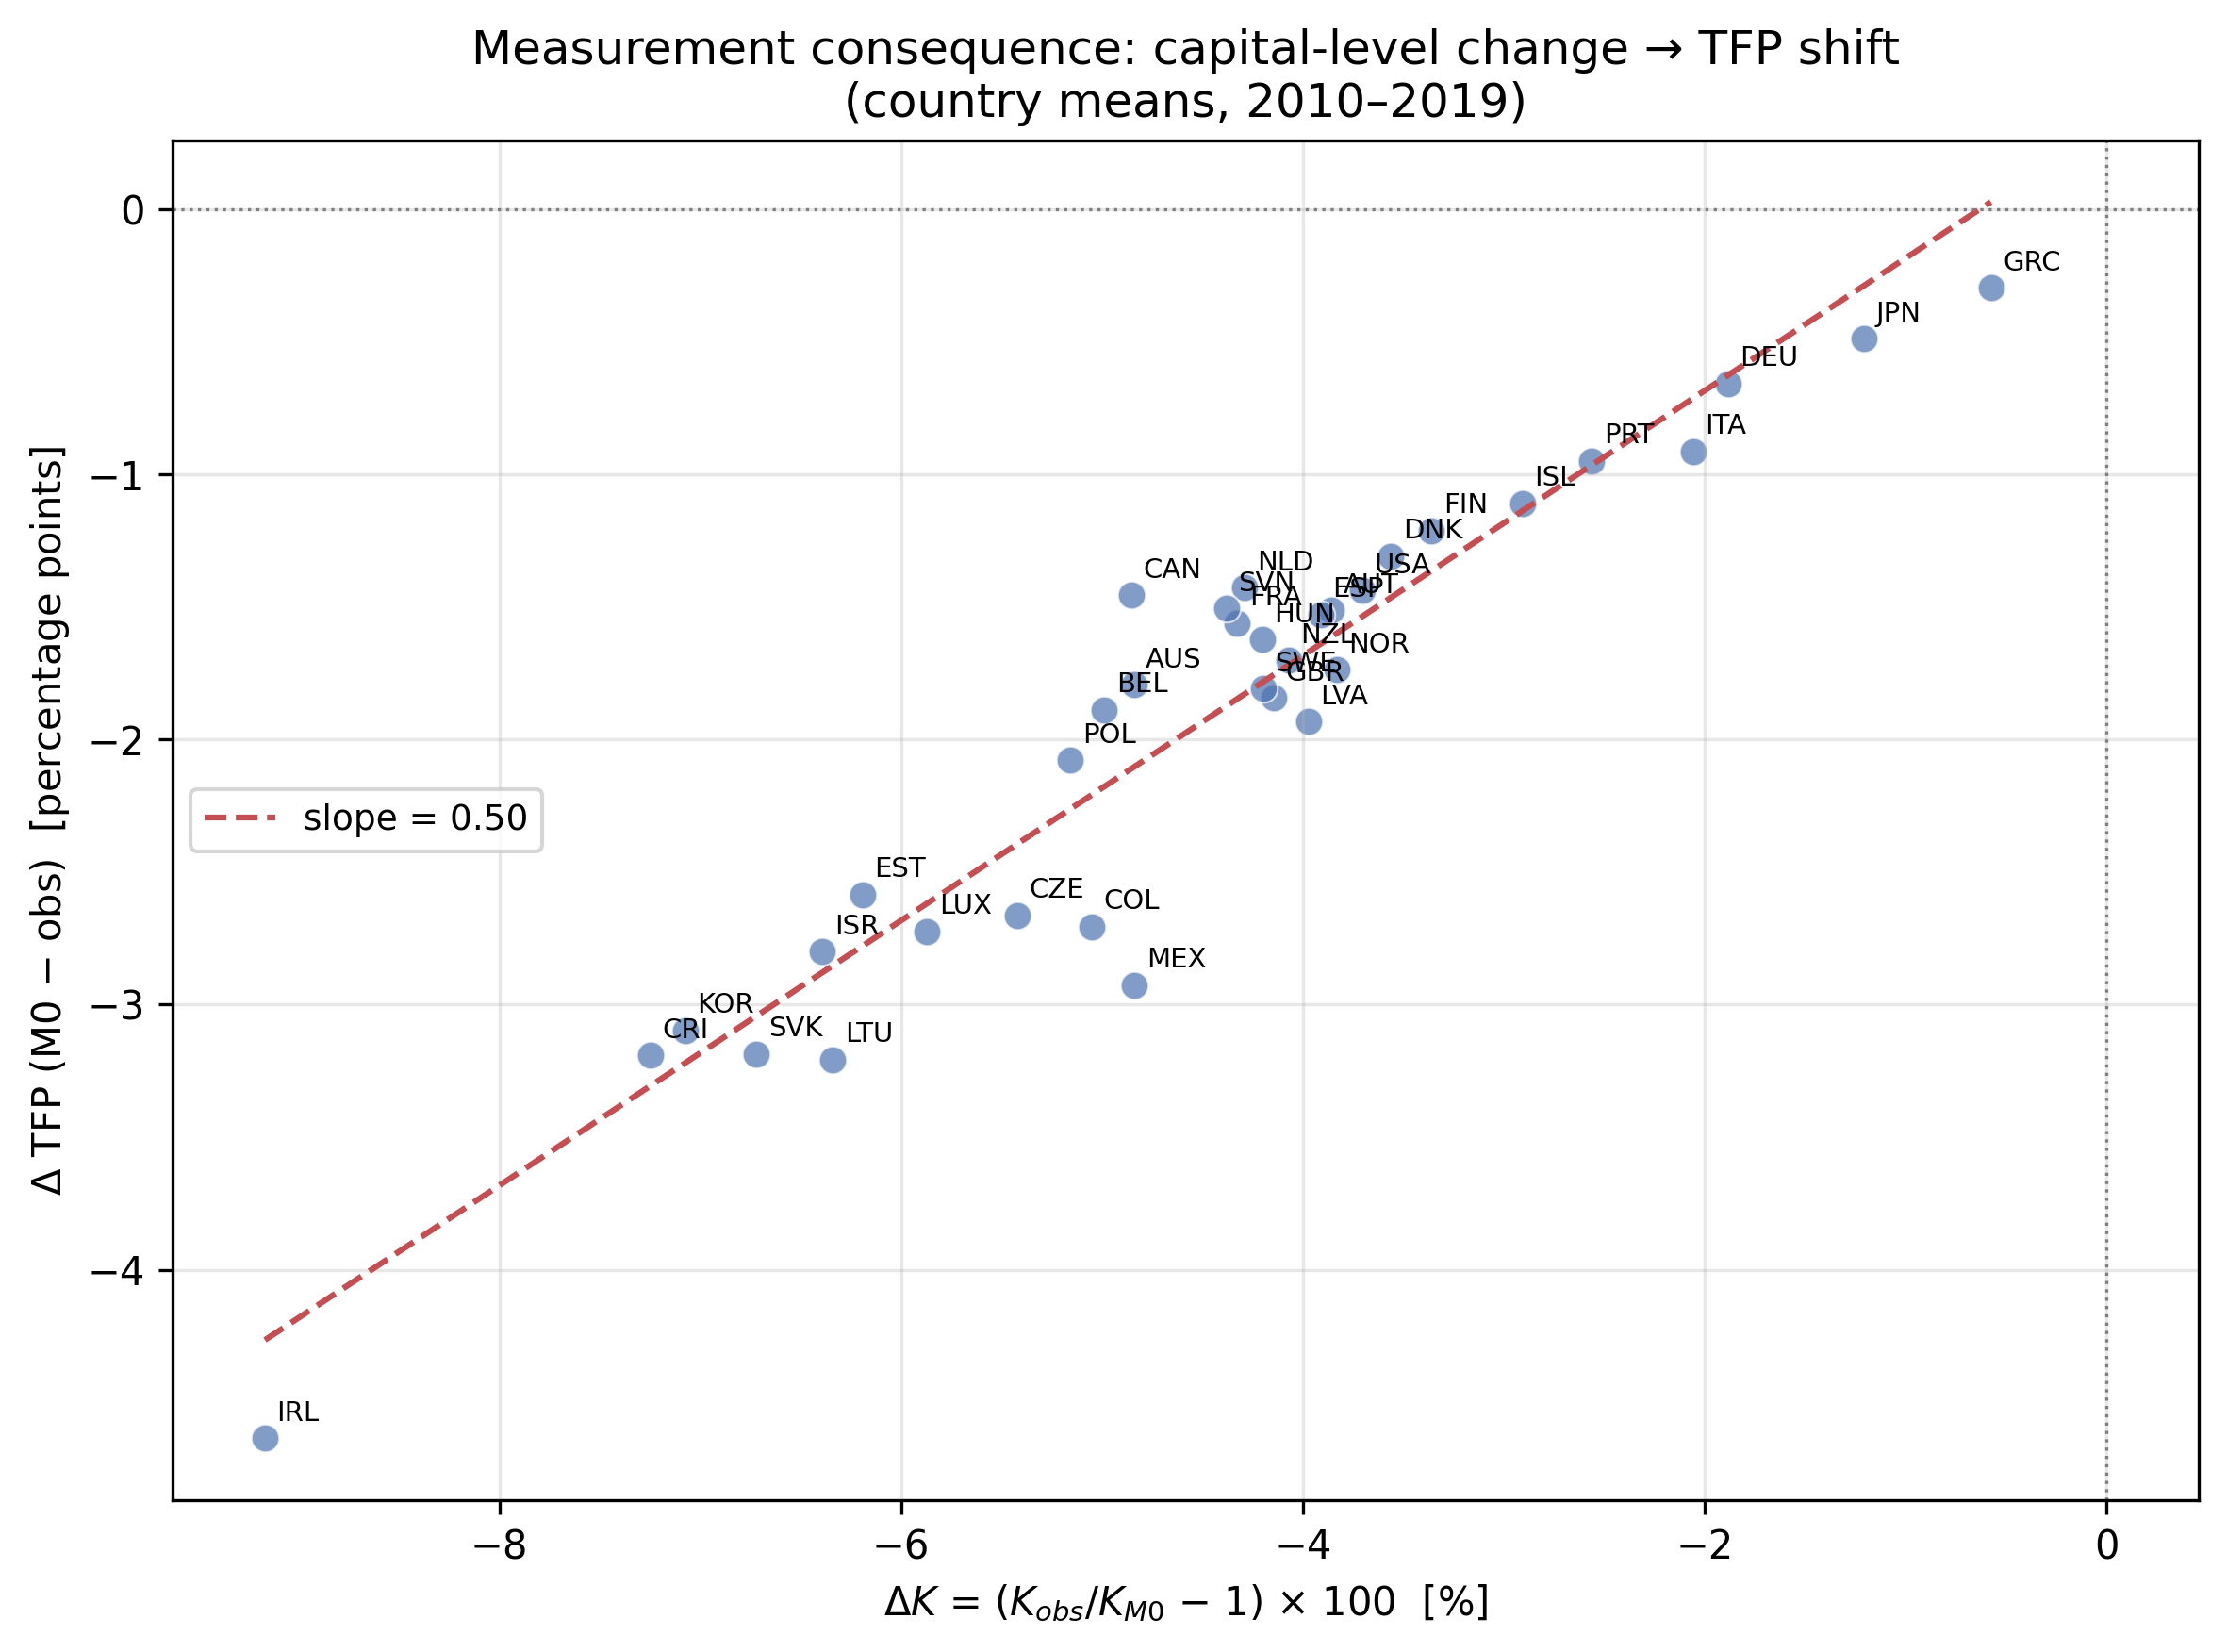 Measurement consequence: capital-level change → TFP shift
(country means, 2010–2019)
Δ TFP (M0 − obs) [percentage points]
0
−1
−2
−3
−4
GRC
JPN
DEU
ITA
PRT
ISL
FIN
DNK
USA
AUT
ESP
NLD
SVN
FRA
HUN
NZL
NOR
SWE
GBR
LVA
CAN
AUS
BEL
POL
slope = 0.50
EST
LUX
CZE
COL
ISR
MEX
KOR
CRI
SVK
LTU
IRL
−8
−6
−4
−2
0
ΔK = (K_obs/K_M0 − 1) × 100 [%]